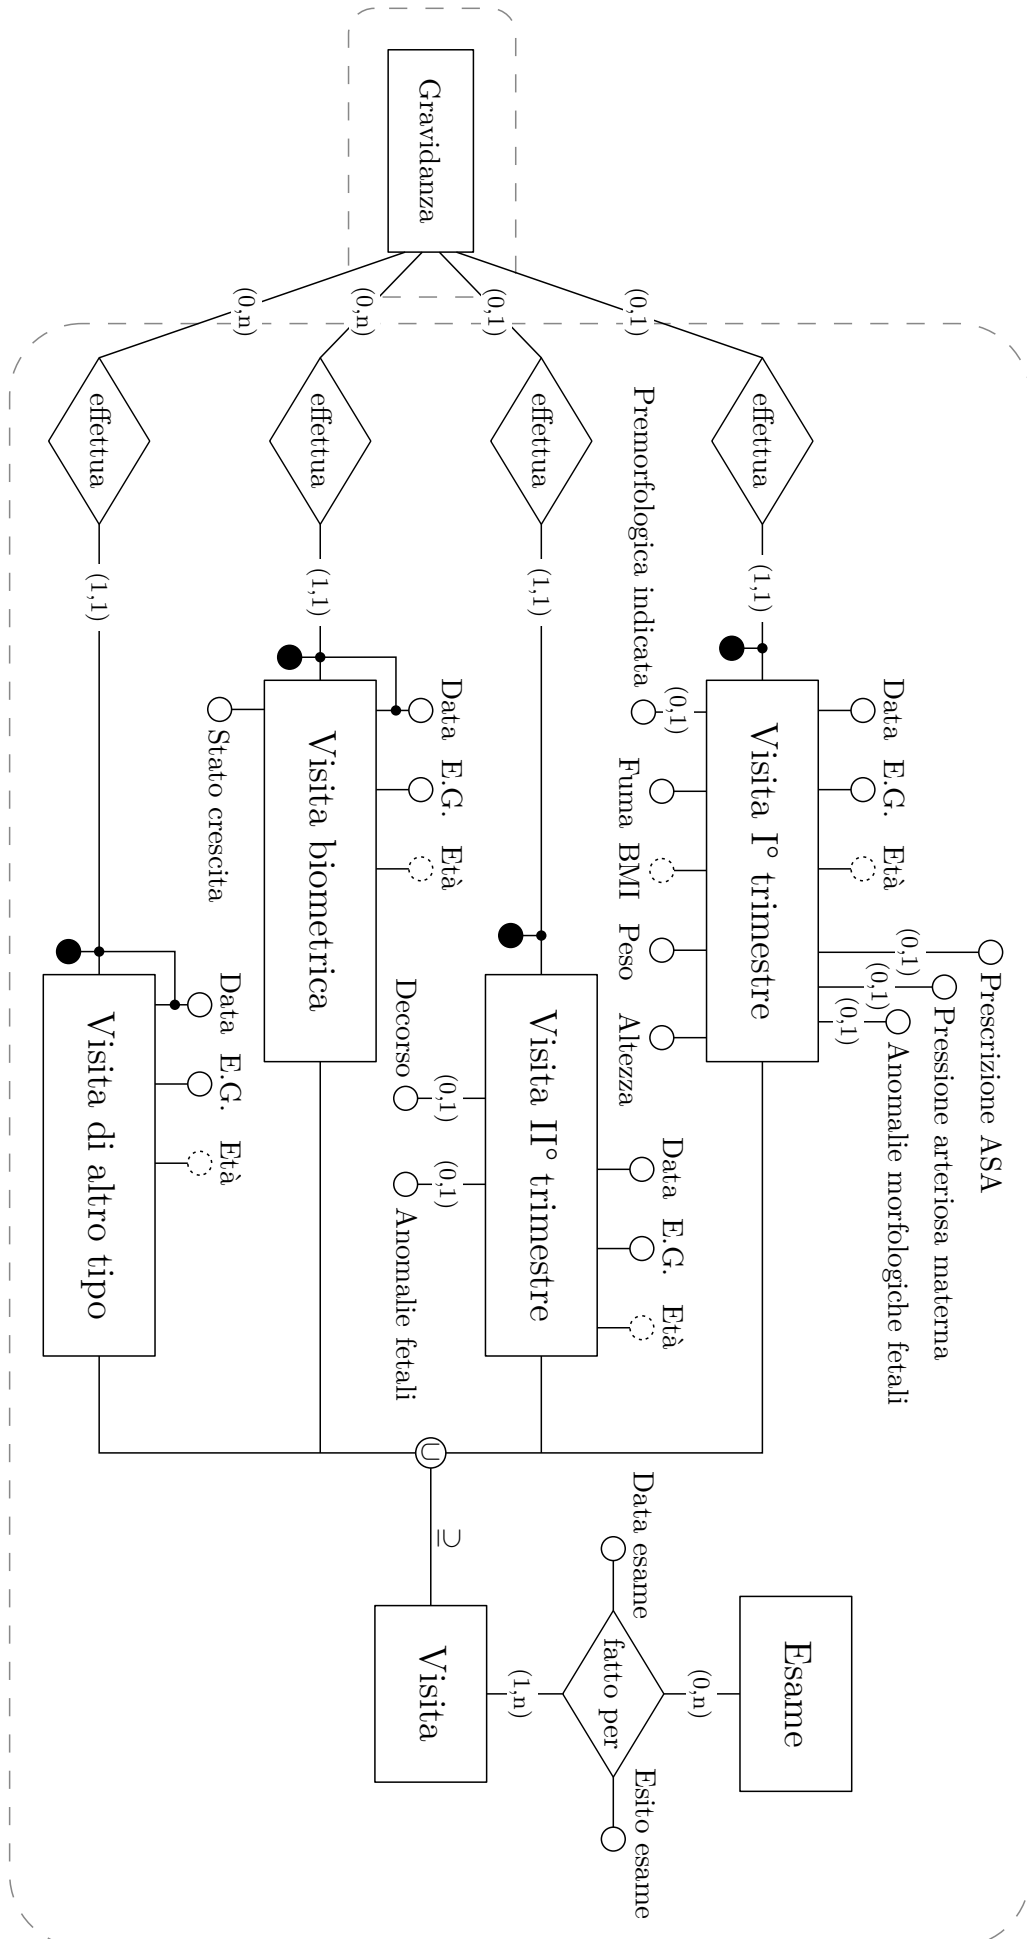 Gravidanza
(0,1)
(0,1)
(0,n)
(0,n)
effettua
effettua
effettua
effettua
(1,1)
(1,1)
(1,1)
(1,1)
Prescrizione ASA
Pressione arteriosa materna
Anomalie morfologiche fetali
(0,1)
(0,1)
(0,1)
Data
E.G.
Età
Visita I° trimestre
(0,1)
Premorfologica indicata
Fuma
BMI
Peso
Altezza
Data
E.G.
Età
Visita II° trimestre
(0,1)
(0,1)
Decorso
Anomalie fetali
Data
E.G.
Età
Visita biometrica
Stato crescita
Data
E.G.
Età
Visita di altro tipo
∪
⊇
Esame
(0,n)
Data esame
fatto per
Esito esame
(1,n)
Visita